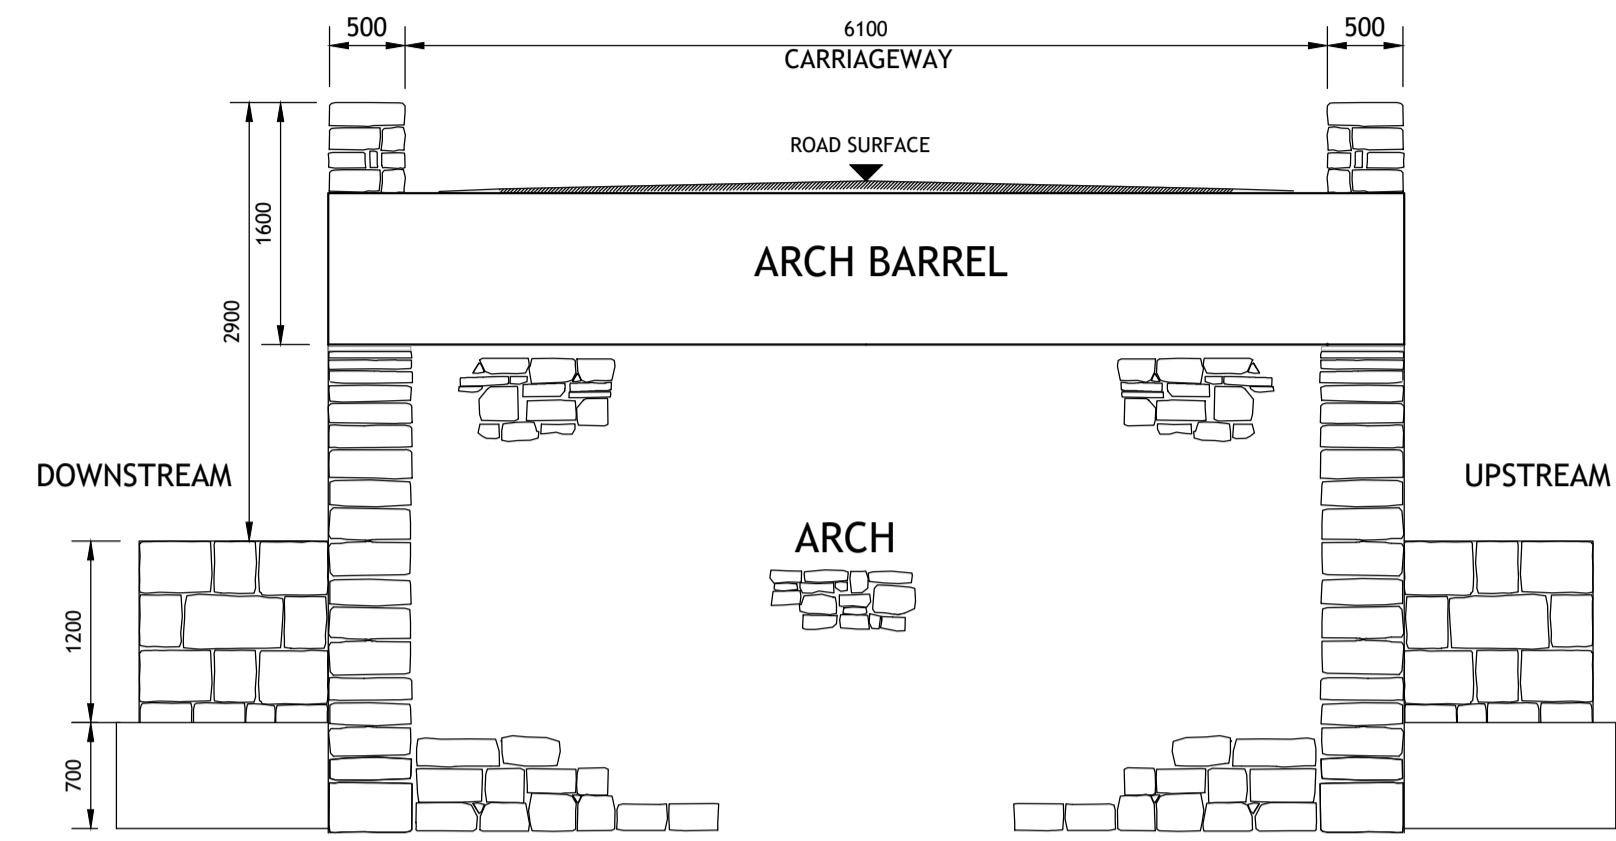 500
6100
500
CARRIAGEWAY
ROAD SURFACE
1600
ARCH BARREL
2900
DOWNSTREAM
UPSTREAM
ARCH
1200
700